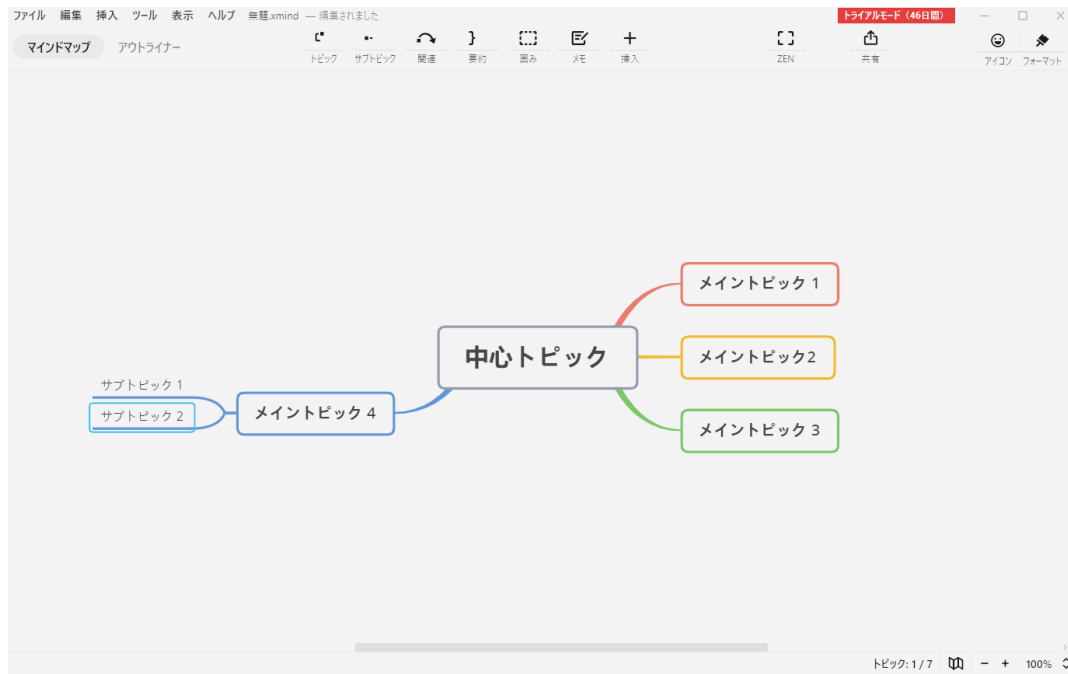 ファイル 編集 挿入 ツール 表示 ヘルプ 無題.xmind — 編集されました トライアルモード（46日間）
マインドマップ アウトライナー
トピック サブトピック 関連 要約 囲み メモ 挿入 ZEN 共有 アイコン フォーマット
メイントピック 1
中心トピック
メイントピック2
サブトピック 1
メイントピック 4
サブトピック 2
メイントピック 3
トピック: 1 / 7 100%